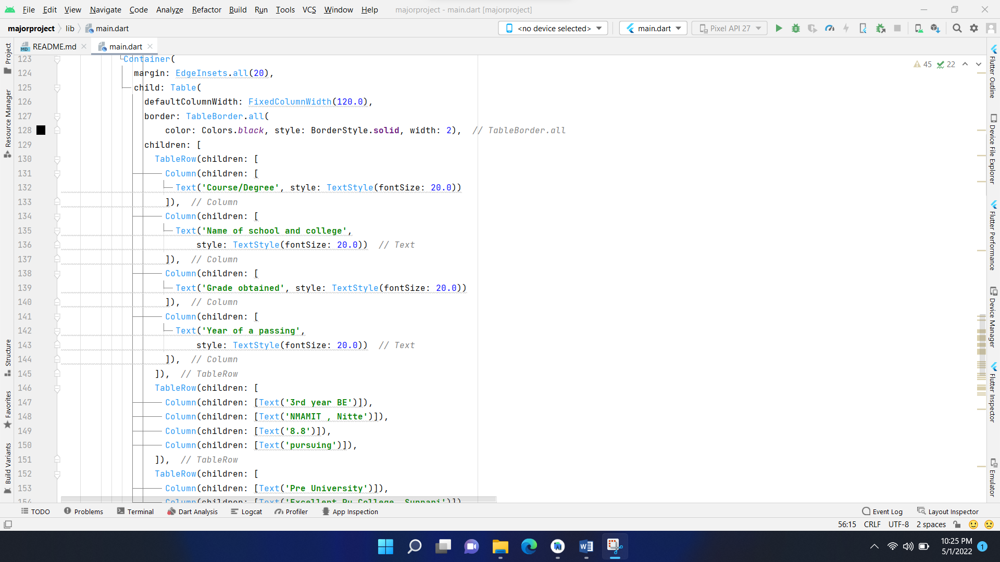 File Edit View Navigate Code Analyze Refactor Build Run Tools VCS Window Help majorproject - main.dart [majorproject]
majorproject lib main.dart <no device selected> main.dart Pixel API 27
README.md main.dart
45 22
123 Container(
124 margin: EdgeInsets.all(20),
125 child: Table(
126 defaultColumnWidth: FixedColumnWidth(120.0),
127 border: TableBorder.all(
128 color: Colors.black, style: BorderStyle.solid, width: 2), // TableBorder.all
129 children: [
130 TableRow(children: [
131 Column(children: [
132 Text('Course/Degree', style: TextStyle(fontSize: 20.0))
133 ]), // Column
134 Column(children: [
135 Text('Name of school and college',
136 style: TextStyle(fontSize: 20.0)) // Text
137 ]), // Column
138 Column(children: [
139 Text('Grade obtained', style: TextStyle(fontSize: 20.0))
140 ]), // Column
141 Column(children: [
142 Text('Year of a passing',
143 style: TextStyle(fontSize: 20.0)) // Text
144 ]), // Column
145 ]), // TableRow
146 TableRow(children: [
147 Column(children: [Text('3rd year BE')]),
148 Column(children: [Text('NMAMIT , Nitte')]),
149 Column(children: [Text('8.8')]),
150 Column(children: [Text('pursuing')]),
151 ]), // TableRow
152 TableRow(children: [
153 Column(children: [Text('Pre University')]),
154 Column(children: [Text('Excellent Pu College, Sunnari')])
Project
Resource Manager
Structure
Favorites
Build Variants
Flutter Outline
Device File Explorer
Flutter Performance
Device Manager
Flutter Inspector
Emulator
TODO Problems Terminal Dart Analysis Logcat Profiler App Inspection Event Log Layout Inspector
56:15 CRLF UTF-8 2 spaces
10:25 PM
5/1/2022 1